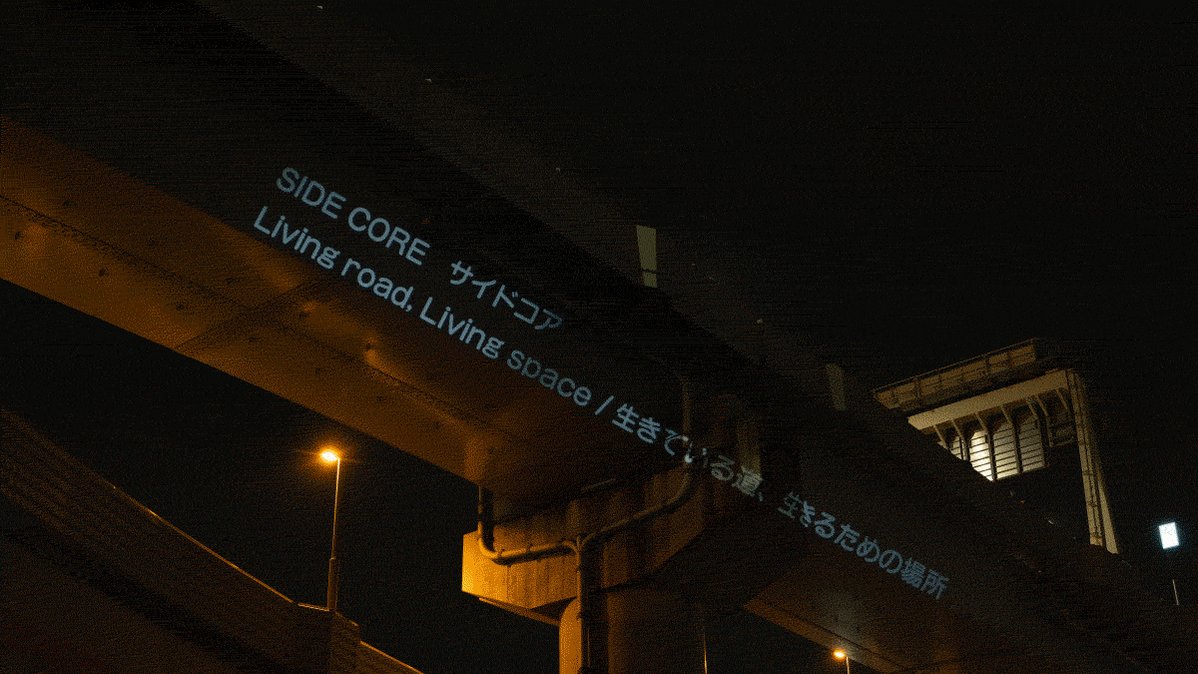 SIDE CORE サイドコア
Living road, Living space / 生きている道、生きるための場所